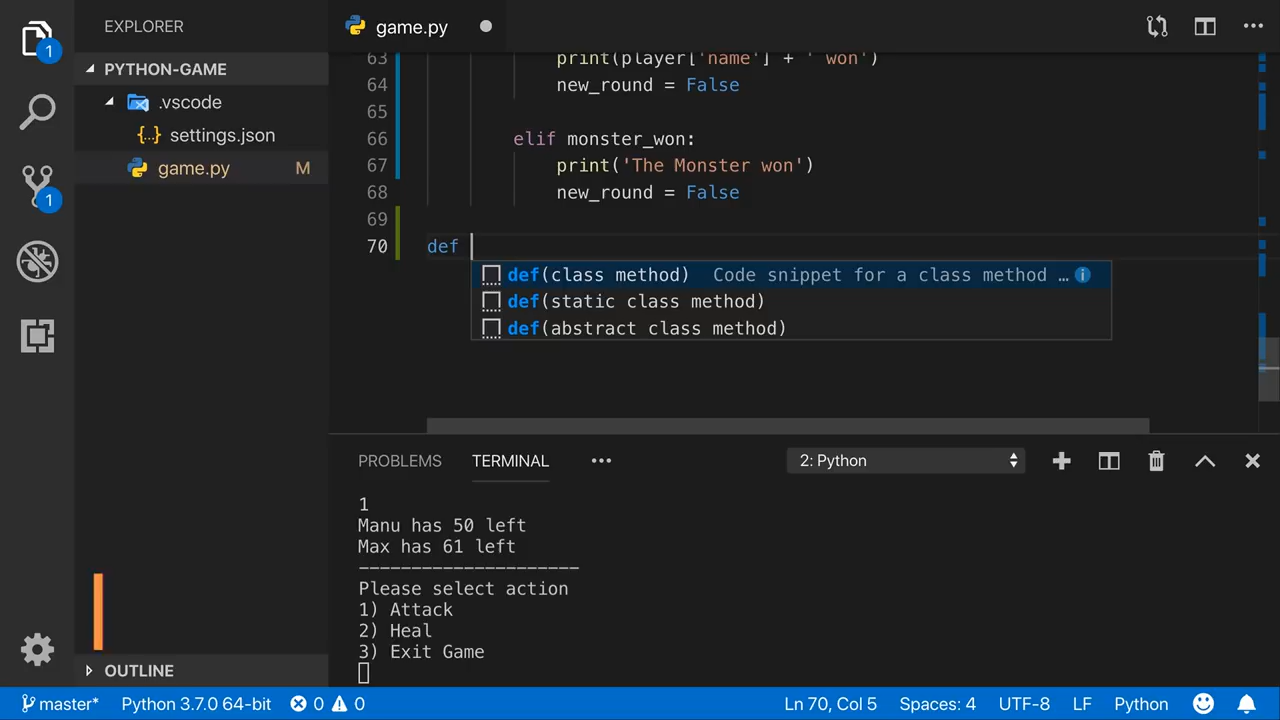 1
EXPLORER
game.py
PYTHON-GAME
.vscode
{..} settings.json
game.py M
1
OUTLINE
63 print(player['name'] + ' won')
64 new_round = False
65
66 elif monster_won:
67 print('The Monster won')
68 new_round = False
69
70 def
def(class method) Code snippet for a class method …
def(static class method)
def(abstract class method)
PROBLEMS TERMINAL ••• 2: Python
1
Manu has 50 left
Max has 61 left
---------------------
Please select action
1) Attack
2) Heal
3) Exit Game
master* Python 3.7.0 64-bit 0 0 Ln 70, Col 5 Spaces: 4 UTF-8 LF Python